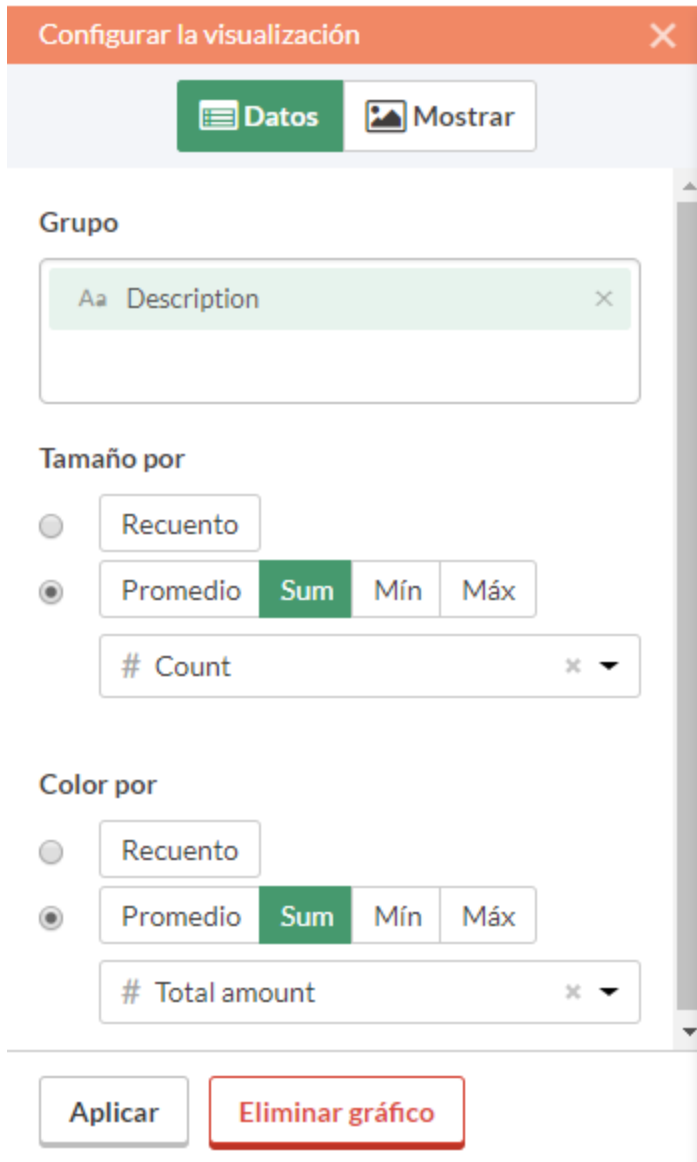 Configurar la visualización
Datos Mostrar
Grupo
Aa Description
Tamaño por
Recuento
Promedio Sum Mín Máx
# Count
Color por
Recuento
Promedio Sum Mín Máx
# Total amount
Aplicar Eliminar gráfico